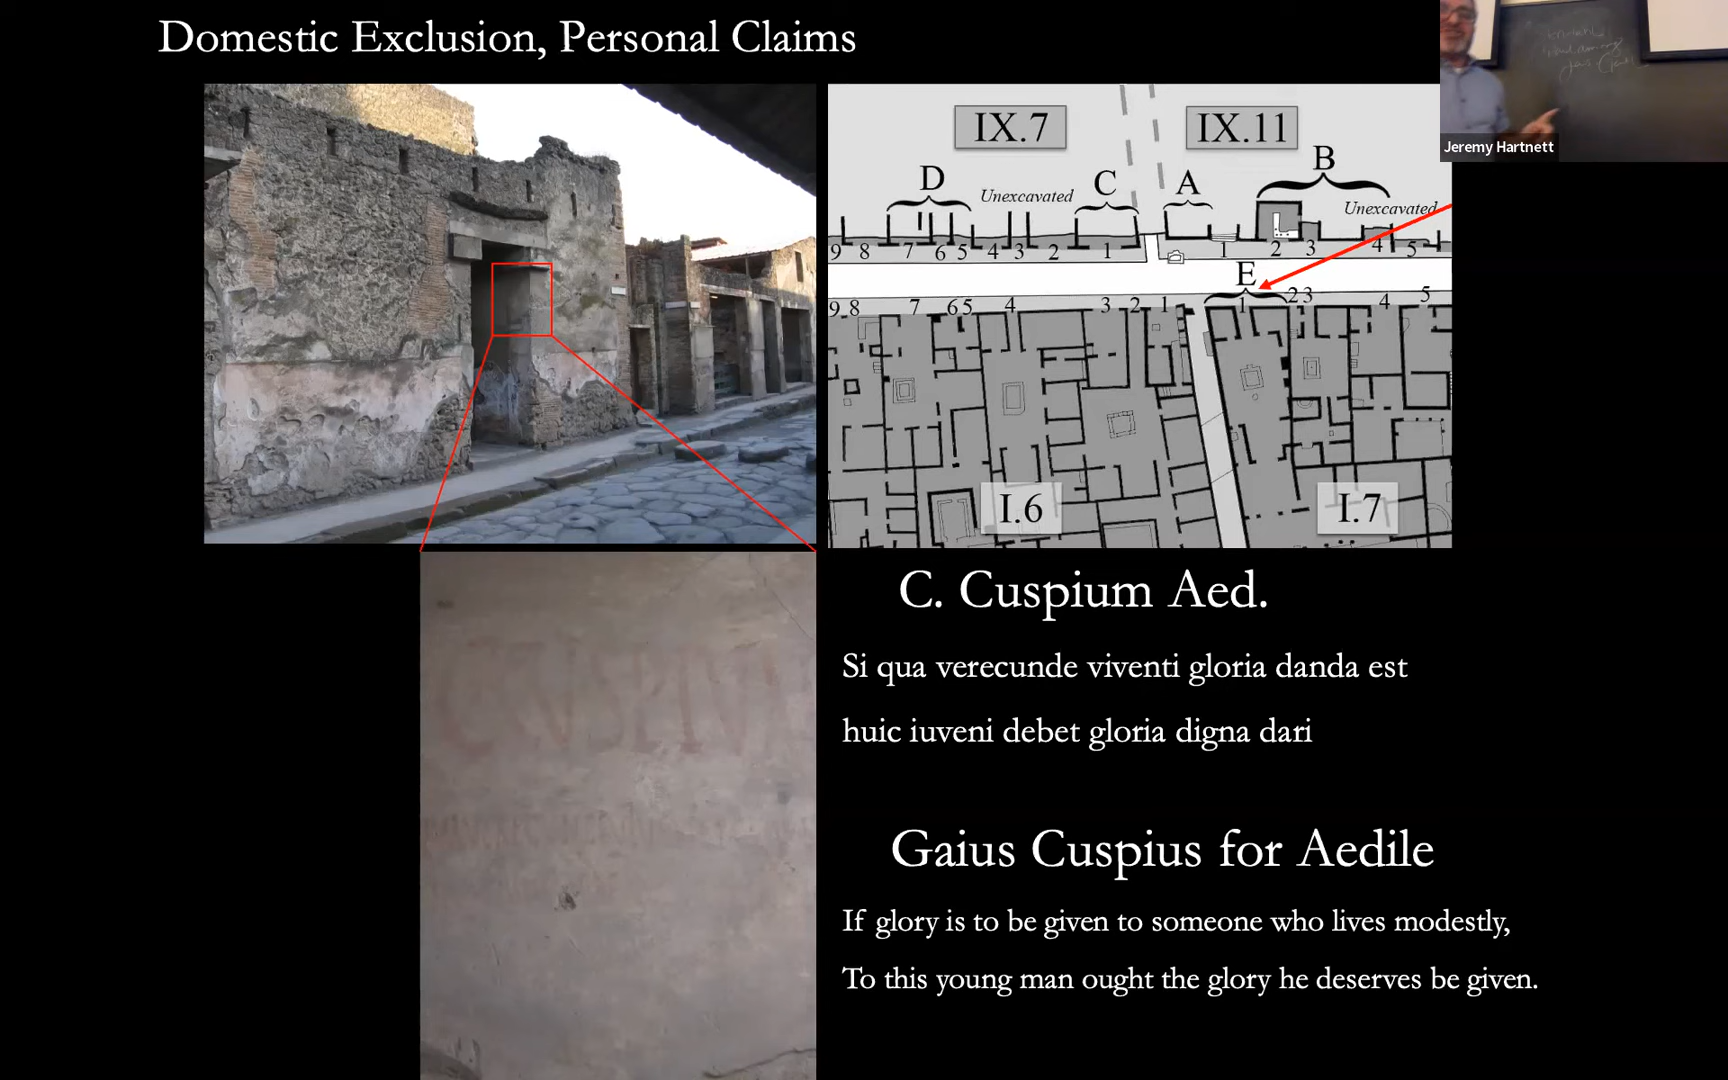 Domestic Exclusion, Personal Claims
Jeremy Hartnett
IX.7
IX.11
D
Unexcavated
C
A
B
Unexcavated
9 8 7 6 5 4 3 2 1 1 2 3 4 5
E
9 8 7 6 5 4 3 2 1 1 2 3 4 5
I.6
I.7
C. Cuspium Aed.
Si qua verecunde viventi gloria danda est
huic iuveni debet gloria digna dari
Gaius Cuspius for Aedile
If glory is to be given to someone who lives modestly,
To this young man ought the glory he deserves be given.